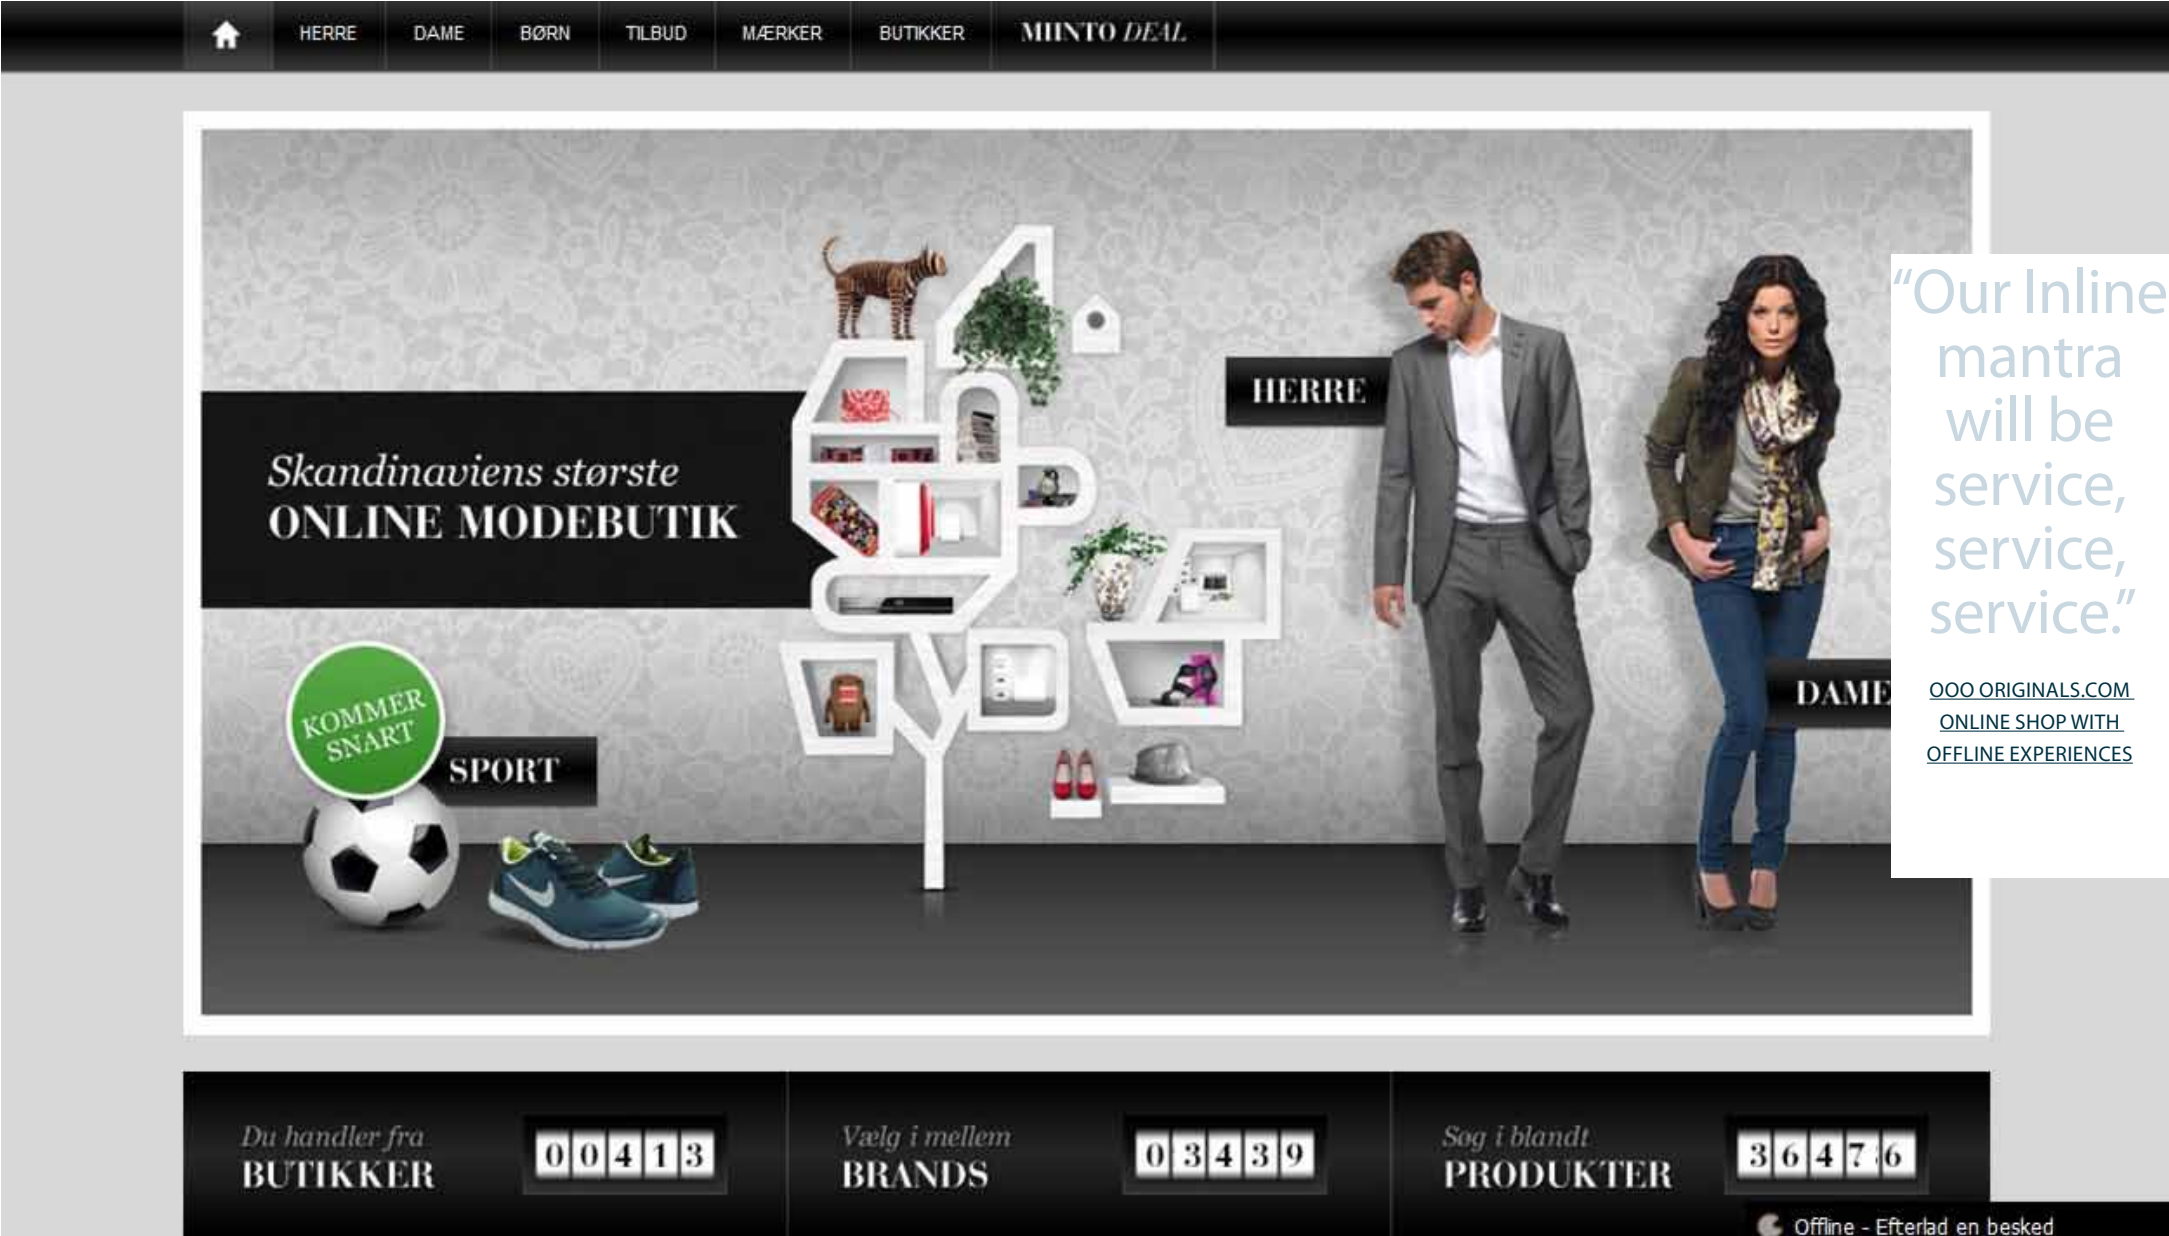 HERRE DAME BØRN TILBUD MÆRKER BUTIKKER MIINTO DEAL
Skandinaviens største
ONLINE MODEBUTIK
HERRE
DAME
KOMMER
SNART
SPORT
“Our Inline
mantra
will be
service,
service,
service.”
OOO ORIGINALS.COM
ONLINE SHOP WITH
OFFLINE EXPERIENCES
Du handler fra
BUTIKKER
00413
Vælg i mellem
BRANDS
03439
Søg i blandt
PRODUKTER
36476
Offline - Efterlad en besked